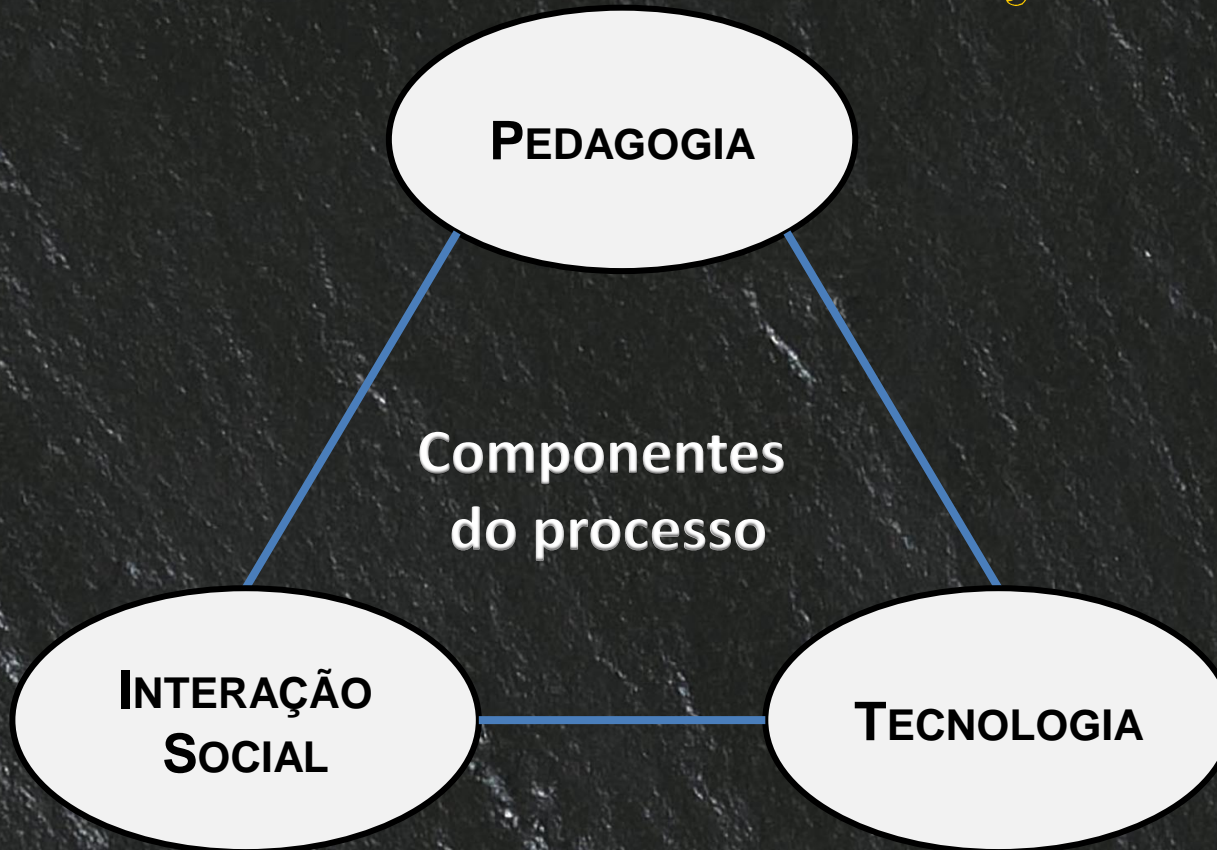 PEDAGOGIA
Componentes
do processo
INTERAÇÃO
SOCIAL
TECNOLOGIA